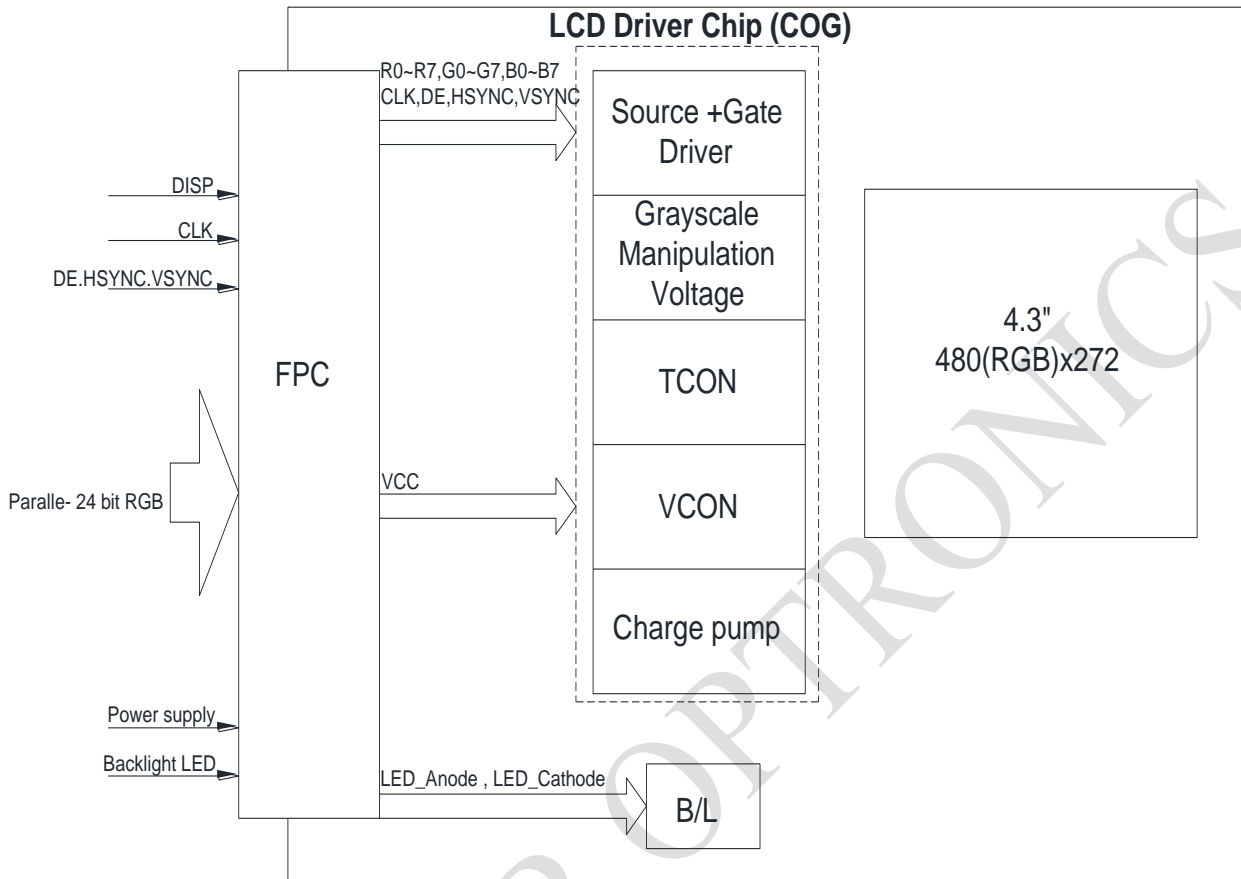 LCD Driver Chip (COG)
R0~R7,G0~G7,B0~B7
CLK,DE,HSYNC,VSYNC
Source +Gate
Driver
DISP
CLK
DE.HSYNC.VSYNC
Grayscale
Manipulation
Voltage
4.3"
480(RGB)x272
FPC
TCON
Paralle- 24 bit RGB
VCC
VCON
Charge pump
Power supply
Backlight LED
LED_Anode , LED_Cathode
B/L
OPTRONICS